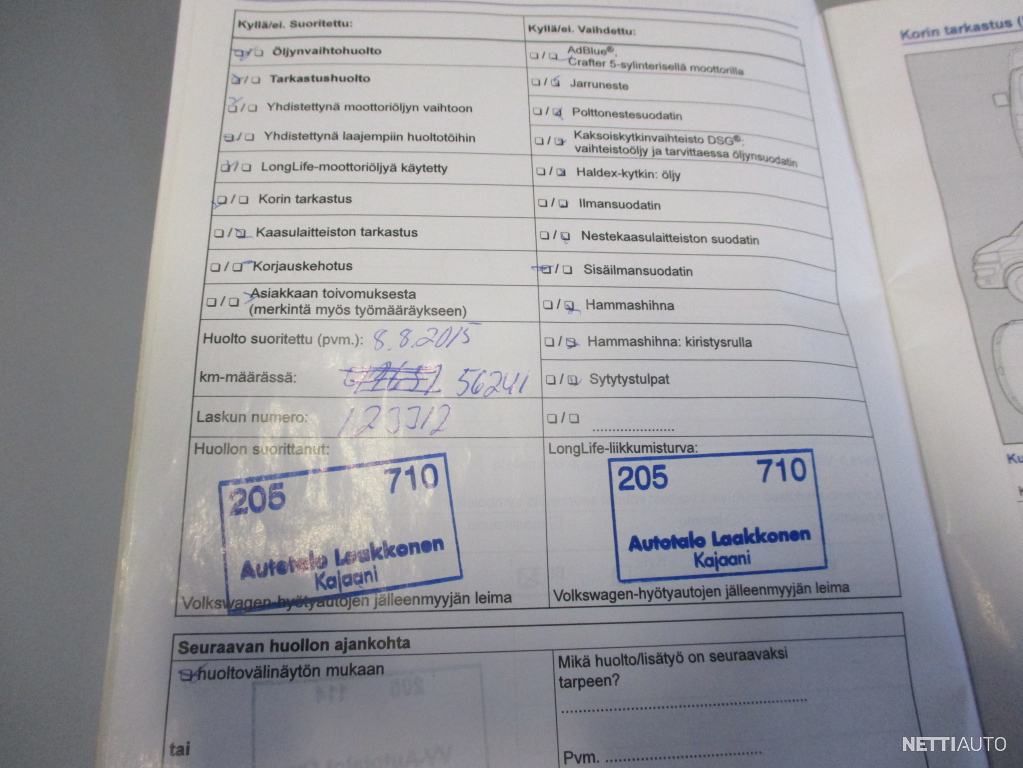 Kyllä/ei. Suoritettu:
❑/❑ Öljynvaihtohuolto
❑/❑ Tarkastushuolto
❑/❑ Yhdistettynä moottoriöljyn vaihtoon
❑/❑ Yhdistettynä laajempiin huoltotöihin
❑/❑ LongLife-moottoriöljyä käytetty
❑/❑ Korin tarkastus
❑/❑ Kaasulaitteiston tarkastus
❑/❑ Korjauskehotus
❑/❑ Asiakkaan toivomuksesta
(merkintä myös työmääräykseen)
Huolto suoritettu (pvm.): 8.8.2015
km-määrässä: 56241
Laskun numero: 123312
Huollon suorittanut:
205 710
Autotalo Laakkonen
Kajaani
Volkswagen-hyötyautojen jälleenmyyjän leima
Kyllä/ei. Vaihdettu:
❑/❑ AdBlue®,
Crafter 5-sylinterisellä moottorilla
❑/❑ Jarruneste
❑/❑ Polttonestesuodatin
❑/❑ Kaksoiskytkinvaihteisto DSG®:
vaihteistoöljy ja tarvittaessa öljynsuodatin
❑/❑ Haldex-kytkin: öljy
❑/❑ Ilmansuodatin
❑/❑ Nestekaasulaitteiston suodatin
❑/❑ Sisäilmansuodatin
❑/❑ Hammashihna
❑/❑ Hammashihna: kiristysrulla
❑/❑ Sytytystulpat
❑/❑ ......................
LongLife-liikkumisturva:
205 710
Autotalo Laakkonen
Kajaani
Volkswagen-hyötyautojen jälleenmyyjän leima
Seuraavan huollon ajankohta
❑ huoltovälinäytön mukaan
tai
Mikä huolto/lisätyö on seuraavaksi
tarpeen?
Pvm. ......................
Korin tarkastus (
NETTIAUTO